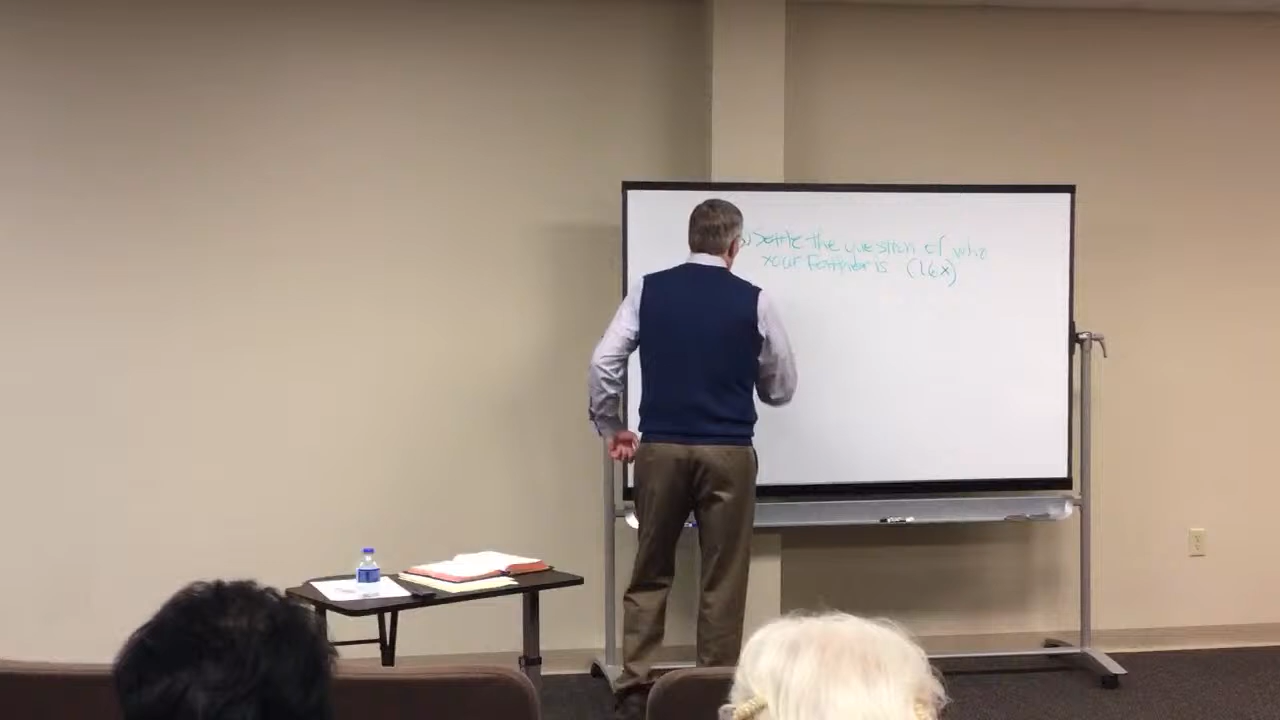 Settle the question of who
your Father is (16x)